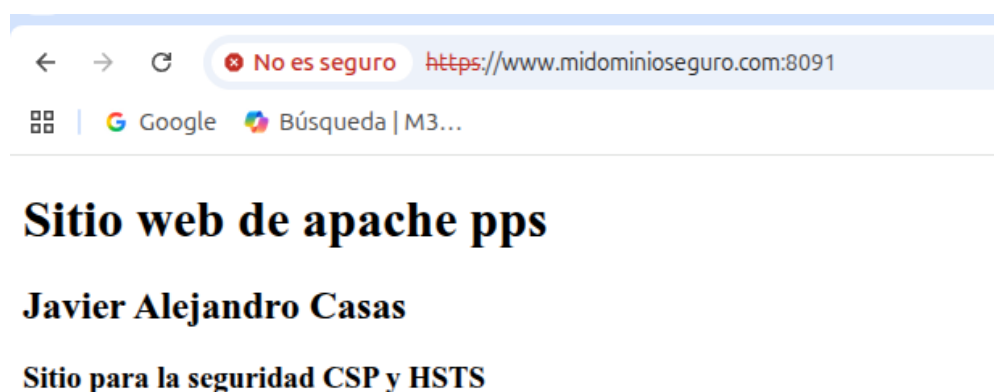 No es seguro https://www.midominioseguro.com:8091
Google Búsqueda | M3...
Sitio web de apache pps
Javier Alejandro Casas
Sitio para la seguridad CSP y HSTS